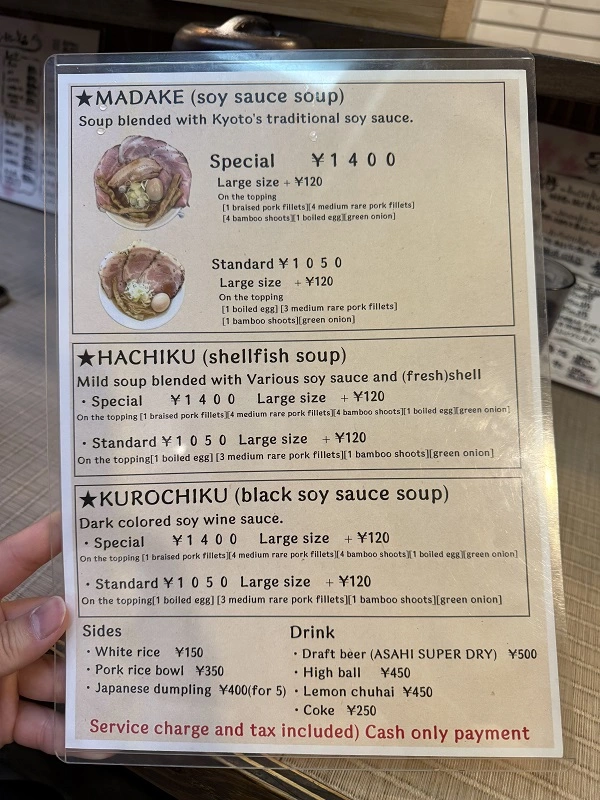 ★MADAKE (soy sauce soup)
Soup blended with Kyoto's traditional soy sauce.
Special ￥１４００
Large size + ¥120
On the topping
[1 braised pork fillets][4 medium rare pork fillets]
[4 bamboo shoots][1 boiled egg][green onion]
Standard ￥１０５０
Large size + ¥120
On the topping
[1 boiled egg] [3 medium rare pork fillets]
[1 bamboo shoots][green onion]
★HACHIKU (shellfish soup)
Mild soup blended with Various soy sauce and (fresh)shell
・Special ￥１４００ Large size + ¥120
On the topping [1 braised pork fillets][4 medium rare pork fillets][4 bamboo shoots][1 boiled egg][green onion]
・Standard ￥１０５０ Large size + ¥120
On the topping[1 boiled egg] [3 medium rare pork fillets][1 bamboo shoots][green onion]
★KUROCHIKU (black soy sauce soup)
Dark colored soy wine sauce.
・Special ￥１４００ Large size + ¥120
On the topping [1 braised pork fillets][4 medium rare pork fillets][4 bamboo shoots][1 boiled egg][green onion]
・Standard ￥１０５０ Large size + ¥120
On the topping[1 boiled egg] [3 medium rare pork fillets][1 bamboo shoots][green onion]
Sides
・White rice ¥150
・Pork rice bowl ¥350
・Japanese dumpling ¥400(for 5)
Drink
・Draft beer (ASAHI SUPER DRY) ¥500
・High ball ¥450
・Lemon chuhai ¥450
・Coke ¥250
Service charge and tax included) Cash only payment